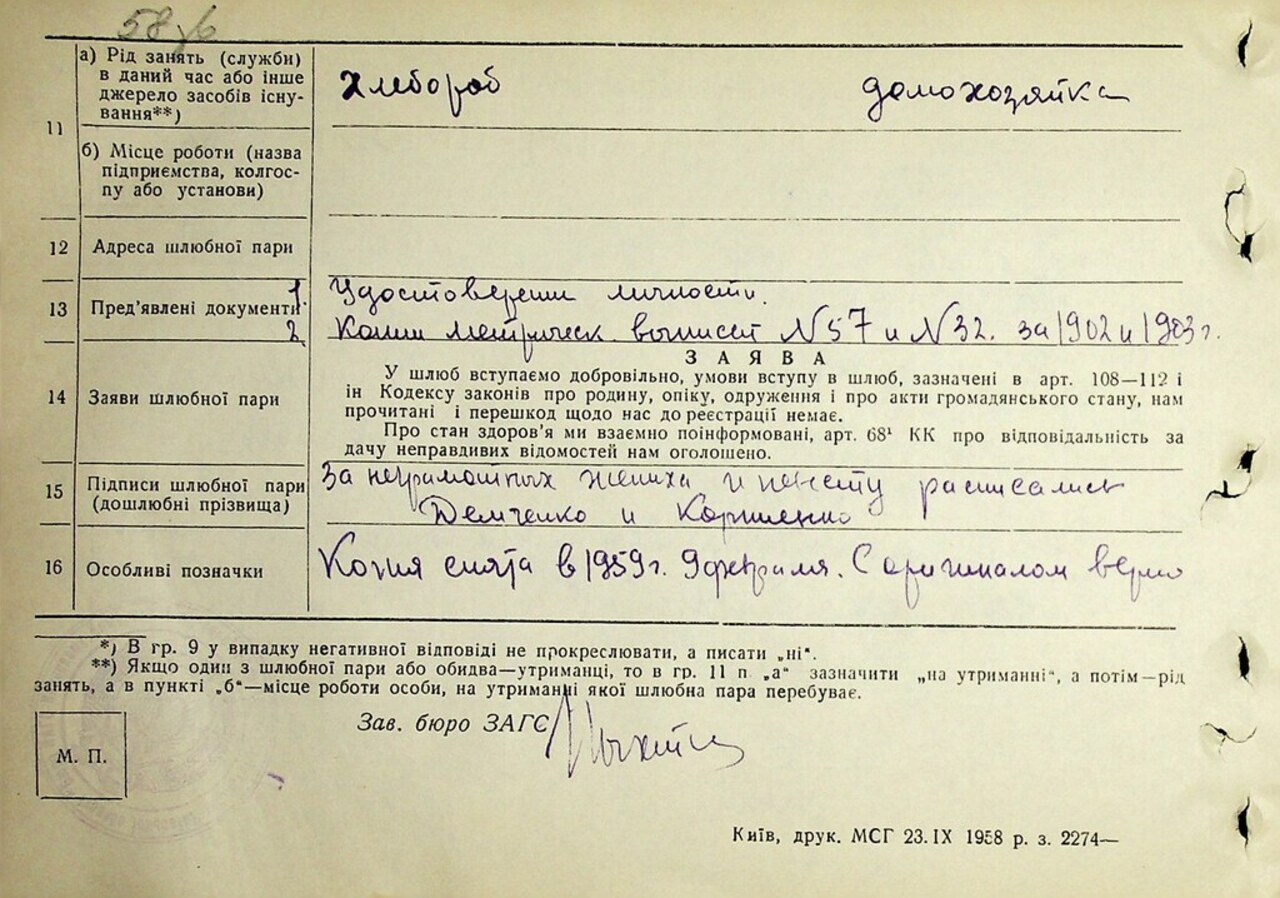 58 зв
11
а) Рід занять (служби)
в даний час або інше
джерело засобів існу-
вання**)
хлебороб домохозяйка
б) Місце роботи (назва
підприємства, колгос-
пу або установи)
12 Адреса шлюбної пари
13 Пред’явлені документи
1. Удостоверения личности.
2. Копии метрическ. выписей N57 и N32. за 1902 и 1903 г.
14 Заяви шлюбної пари
ЗАЯВА
У шлюб вступаємо добровільно, умови вступу в шлюб, зазначені в арт. 108—112 і
ін Кодексу законів про родину, опіку, одруження і про акти громадянського стану, нам
прочитані і перешкод щодо нас до реєстрації немає.
Про стан здоров’я ми взаємно поінформовані, арт. 68¹ КК про відповідальність за
дачу неправдивих відомостей нам оголошено.
15 Підписи шлюбної пари
(дошлюбні прізвища)
За неграмотных жениха и невесту расписались
Демченко и Корниенко
16 Особливі позначки
Копия снята в 1959 г. 9 февраля. С оригиналом верно
*) В гр. 9 у випадку негативної відповіді не прокреслювати, а писати „ні“.
**) Якщо один з шлюбної пари або обидва—утриманці, то в гр. 11 п „а“ зазначити „на утриманні“, а потім—рід
занять, а в пункті „б“—місце роботи особи, на утриманні якої шлюбна пара перебуває.
Зав. бюро ЗАГС
М. П.
Київ, друк. МСГ 23.IX 1958 р. з. 2274—